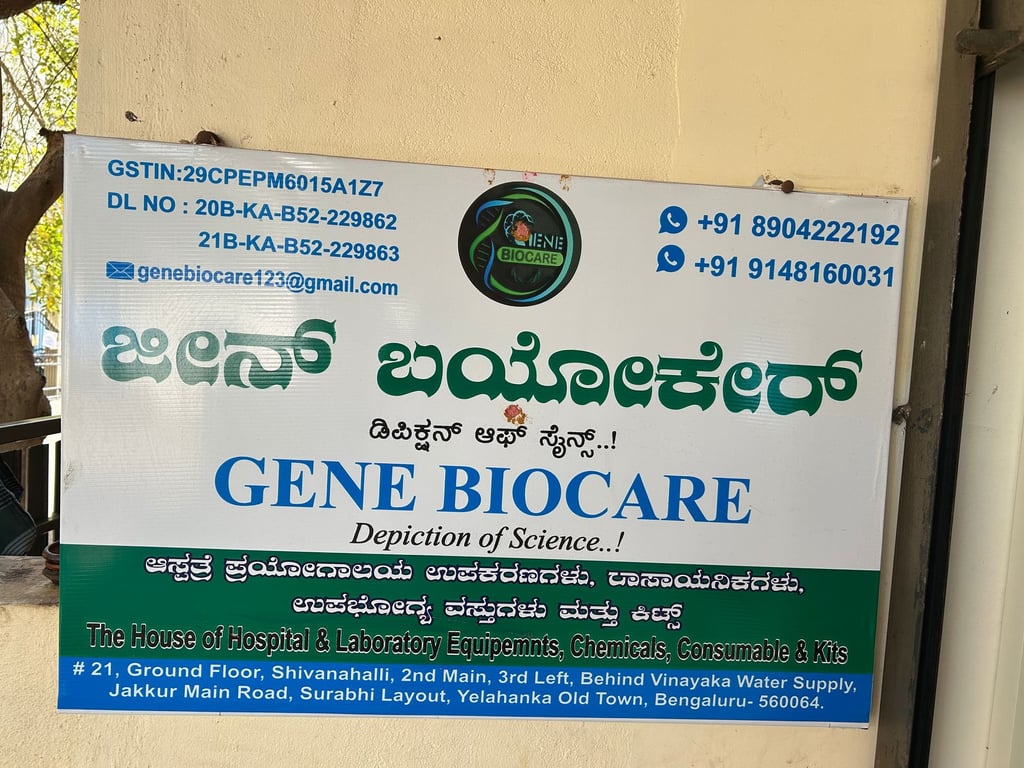 GSTIN:29CPEPM6015A1Z7
DL NO : 20B-KA-B52-229862
21B-KA-B52-229863
genebiocare123@gmail.com
GENE
BIOCARE
+91 8904222192
+91 9148160031
ಜೀನ್ ಬಯೋಕೇರ್
ಡಿಪಿಕ್ಷನ್ ಆಫ್ ಸೈನ್ಸ್..!
GENE BIOCARE
Depiction of Science..!
ಆಸ್ಪತ್ರೆ ಪ್ರಯೋಗಾಲಯ ಉಪಕರಣಗಳು, ರಾಸಾಯನಿಕಗಳು,
ಉಪಭೋಗ್ಯ ವಸ್ತುಗಳು ಮತ್ತು ಕಿಟ್ಸ್
The House of Hospital & Laboratory Equipemnts, Chemicals, Consumable & Kits
# 21, Ground Floor, Shivanahalli, 2nd Main, 3rd Left, Behind Vinayaka Water Supply,
Jakkur Main Road, Surabhi Layout, Yelahanka Old Town, Bengaluru- 560064.